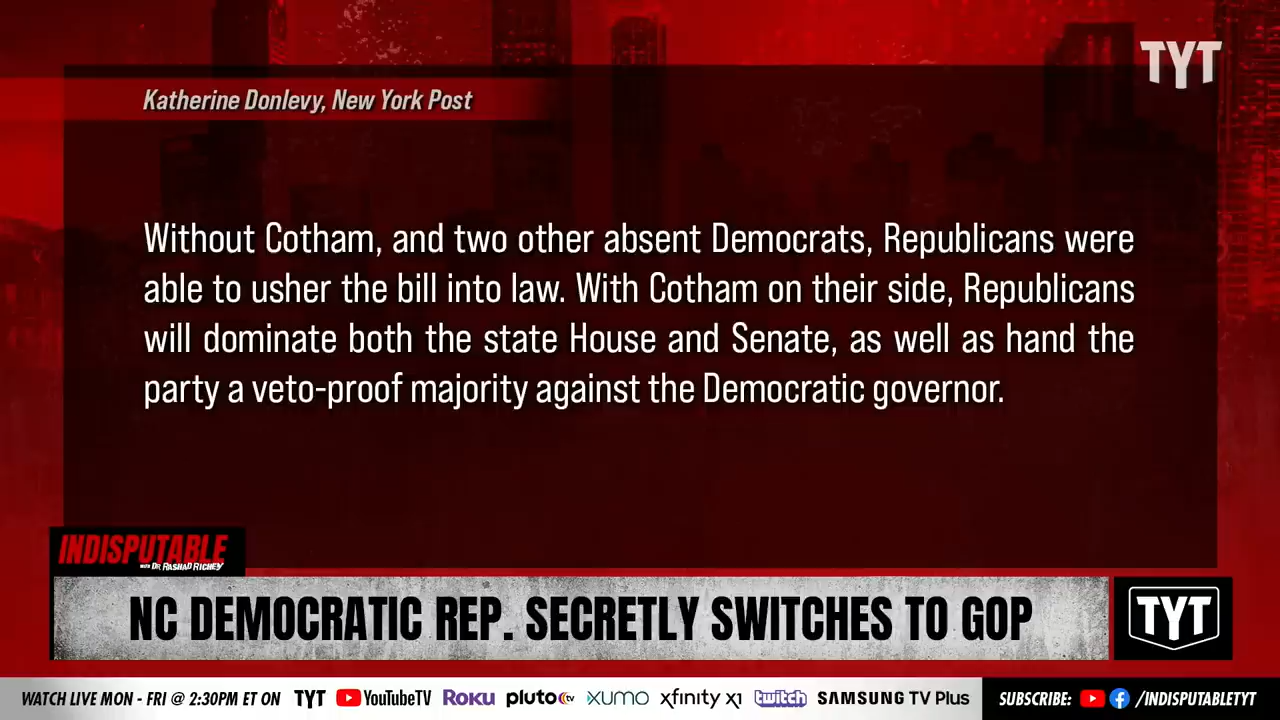 TYT
Katherine Donlevy, New York Post
Without Cotham, and two other absent Democrats, Republicans were
able to usher the bill into law. With Cotham on their side, Republicans
will dominate both the state House and Senate, as well as hand the
party a veto-proof majority against the Democratic governor.
INDISPUTABLE
WITH DR. RASHAD RICHEY
NC DEMOCRATIC REP. SECRETLY SWITCHES TO GOP
TYT
WATCH LIVE MON - FRI @ 2:30PM ET ON TYT YouTubeTV ROKU pluto tv XUMO xfinity x1 twitch SAMSUNG TV Plus SUBSCRIBE: /INDISPUTABLETYT